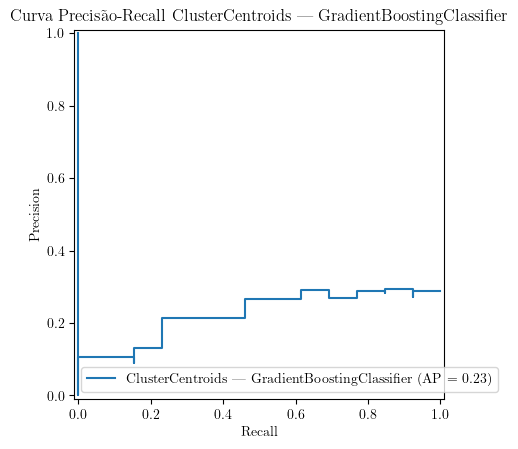 Curva Precisão-Recall ClusterCentroids — GradientBoostingClassifier
1.0
0.8
0.6
0.4
0.2
0.0
Precision
ClusterCentroids — GradientBoostingClassifier (AP = 0.23)
0.0 0.2 0.4 0.6 0.8 1.0
Recall